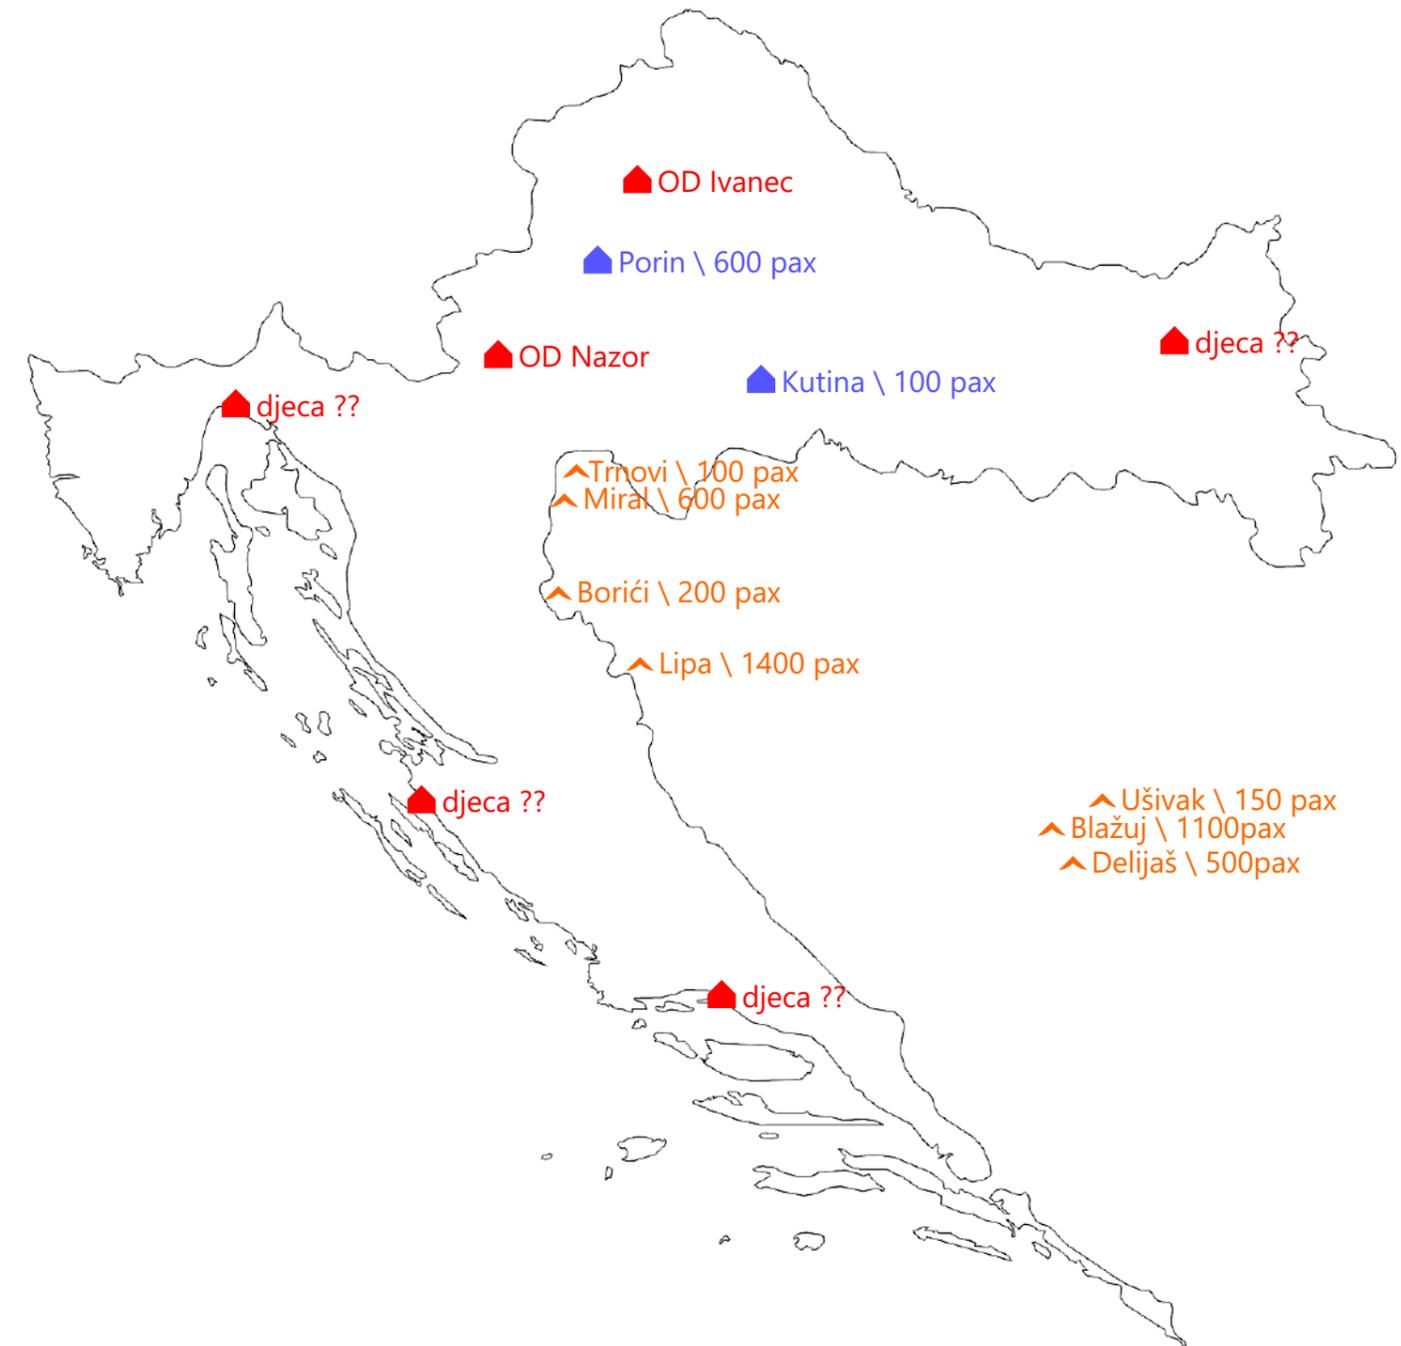 OD Ivanec
Porin \ 600 pax
djeca ??
OD Nazor
Kutina \ 100 pax
djeca ??
Trnovi \ 100 pax
Miral \ 600 pax
Borići \ 200 pax
Lipa \ 1400 pax
djeca ??
Ušivak \ 150 pax
Blažuj \ 1100pax
Delijaš \ 500pax
djeca ??